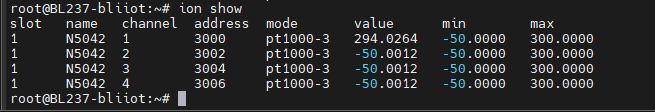 root@BL237-bliiot:~# ion show
slot name channel address mode value min max
1 N5042 1 3000 pt1000-3 294.0264 -50.0000 300.0000
1 N5042 2 3002 pt1000-3 -50.0012 -50.0000 300.0000
1 N5042 3 3004 pt1000-3 -50.0012 -50.0000 300.0000
1 N5042 4 3006 pt1000-3 -50.0012 -50.0000 300.0000
root@BL237-bliiot:~#